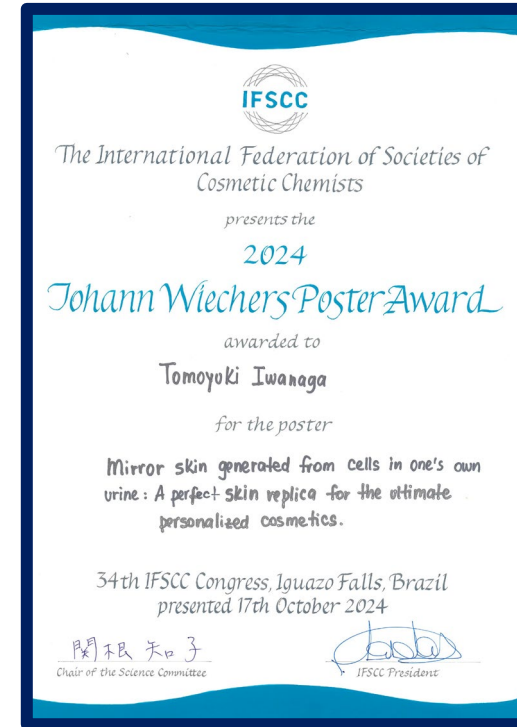 IFSCC
The International Federation of Societies of
Cosmetic Chemists
presents the
2024
Johann Wiechers Poster Award
awarded to
Tomoyuki Iwanaga
for the poster
Mirror skin generated from cells in one's own
urine : A perfect skin replica for the ultimate
personalized cosmetics.
34th IFSCC Congress, Iguazo Falls, Brazil
presented 17th October 2024
関根 知子
Chair of the Science Committee
IFSCC President